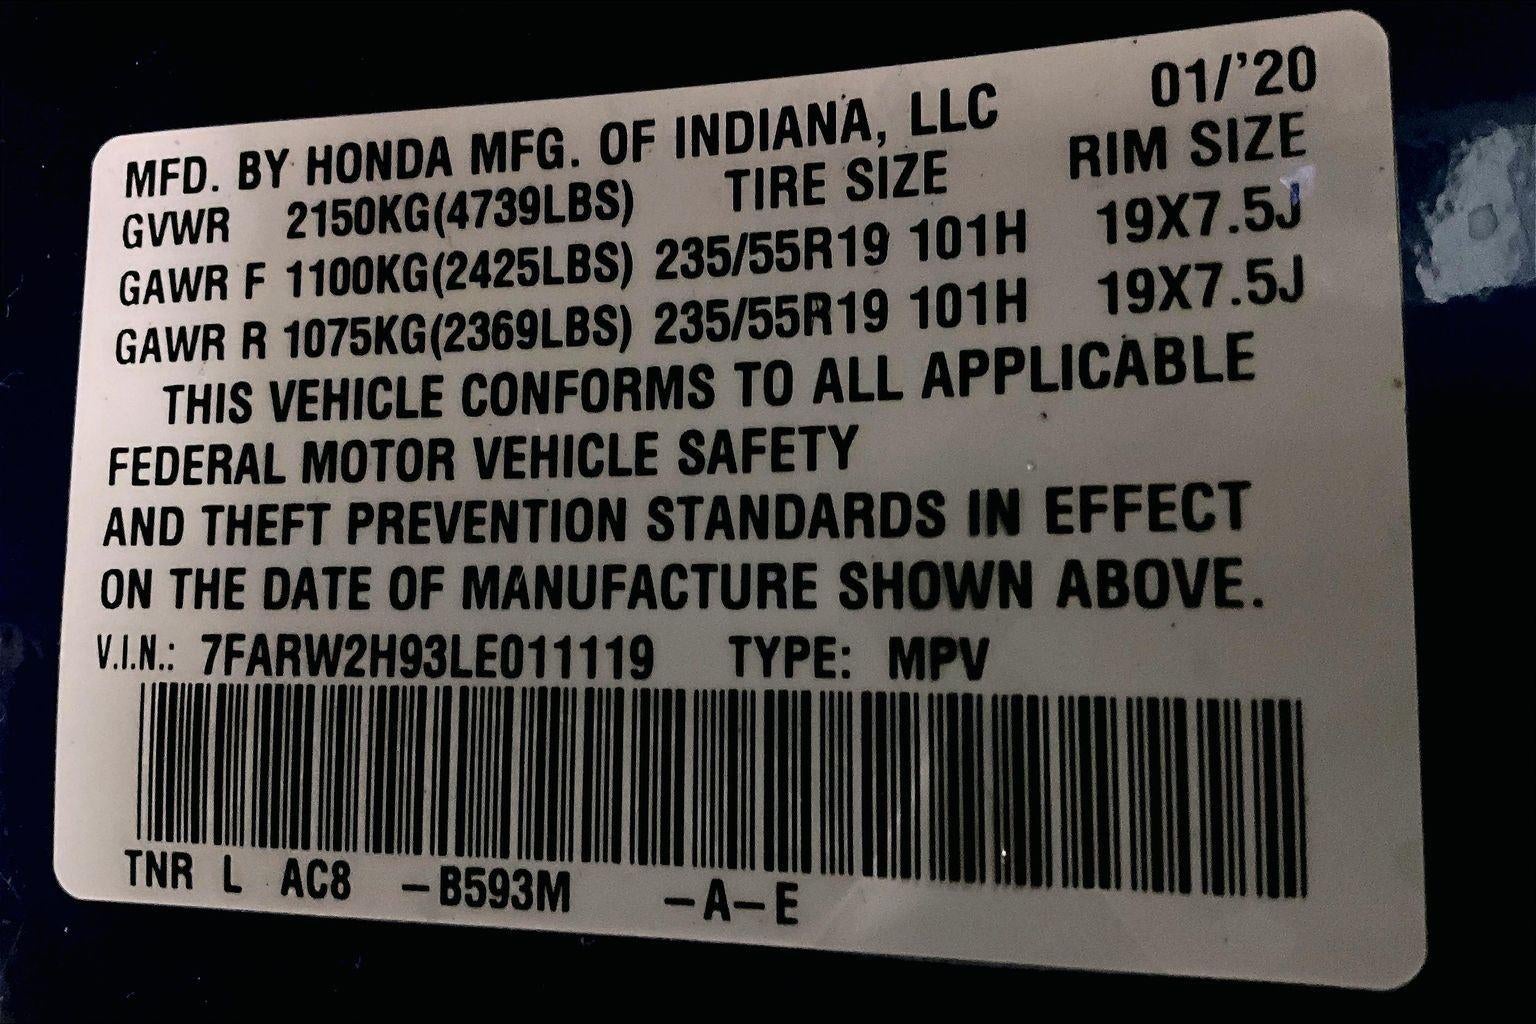 MFD. BY HONDA MFG. OF INDIANA, LLC 01/'20
GVWR 2150KG(4739LBS) TIRE SIZE RIM SIZE
GAWR F 1100KG(2425LBS) 235/55R19 101H 19X7.5J
GAWR R 1075KG(2369LBS) 235/55R19 101H 19X7.5J
THIS VEHICLE CONFORMS TO ALL APPLICABLE
FEDERAL MOTOR VEHICLE SAFETY
AND THEFT PREVENTION STANDARDS IN EFFECT
ON THE DATE OF MANUFACTURE SHOWN ABOVE.
V.I.N.: 7FARW2H93LE011119 TYPE: MPV
TNR L AC8 –B593M –A–E